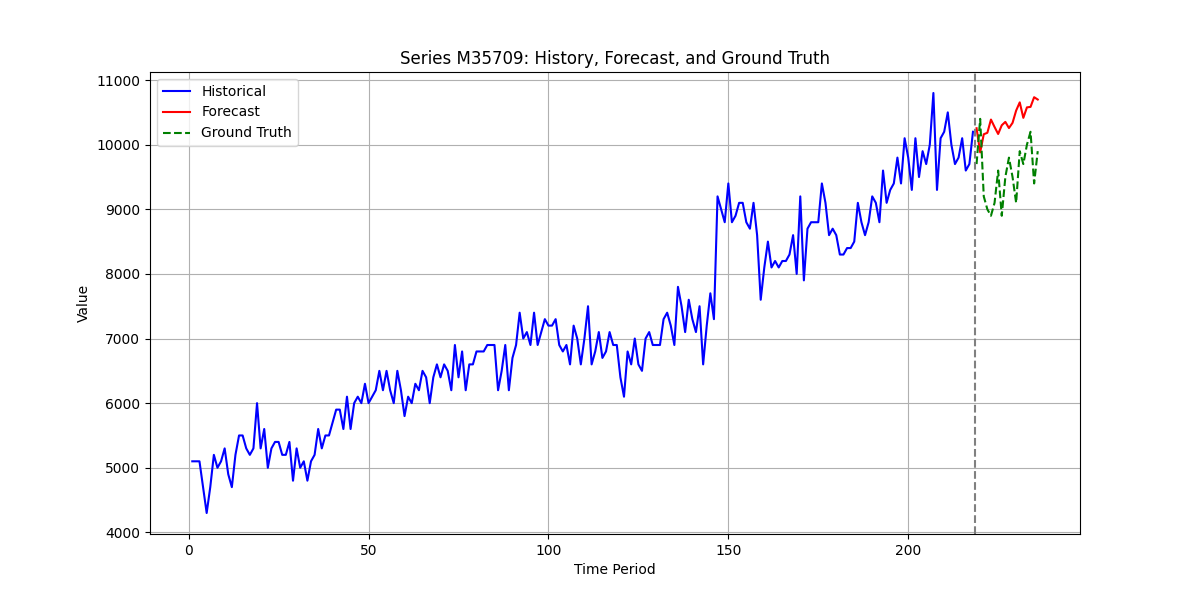 Series M35709: History, Forecast, and Ground Truth
Historical
Forecast
Ground Truth
11000
10000
9000
8000
7000
6000
5000
4000
Value
0 50 100 150 200
Time Period